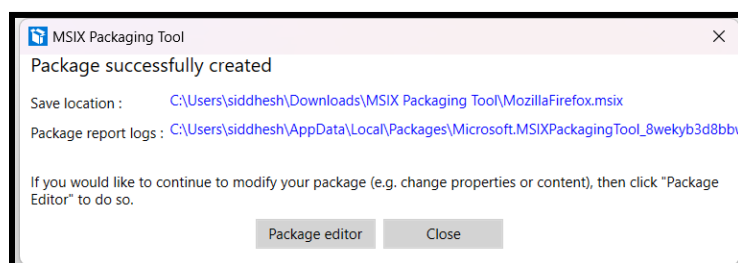 MSIX Packaging Tool
Package successfully created
Save location : C:\Users\siddhesh\Downloads\MSIX Packaging Tool\MozillaFirefox.msix
Package report logs : C:\Users\siddhesh\AppData\Local\Packages\Microsoft.MSIXPackagingTool_8wekyb3d8bbw
If you would like to continue to modify your package (e.g. change properties or content), then click "Package
Editor" to do so.
Package editor Close